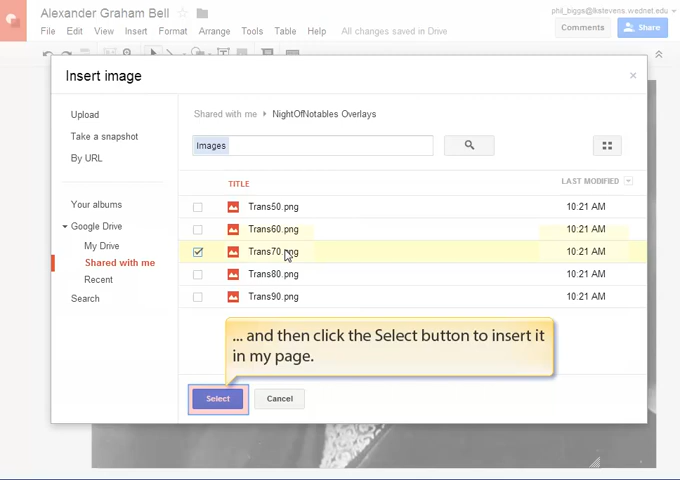 Alexander Graham Bell
phil_biggs@lkstevens.wednet.edu
File Edit View Insert Format Arrange Tools Table Help All changes saved in Drive
Comments Share
Insert image
Upload
Take a snapshot
By URL
Your albums
Google Drive
My Drive
Shared with me
Recent
Search
Shared with me NightOfNotables Overlays
Images
TITLE LAST MODIFIED
Trans50.png 10:21 AM
Trans60.png 10:21 AM
Trans70.png 10:21 AM
Trans80.png 10:21 AM
Trans90.png 10:21 AM
... and then click the Select button to insert it
in my page.
Select Cancel